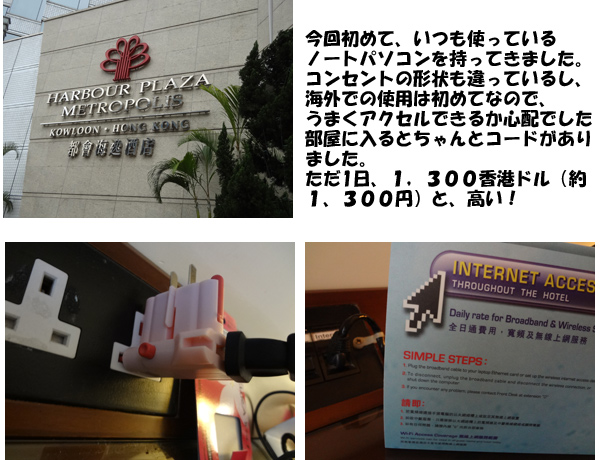 HARBOUR PLAZA
METROPOLIS
KOWLOON • HONG KONG
都會海逸酒店
今回初めて、いつも使っている
ノートパソコンを持ってきました。
コンセントの形状も違っているし、
海外での使用は初めてなので、
うまくアクセルできるか心配でした
部屋に入るとちゃんとコードがあり
ました。
ただ1日、１，３００香港ドル（約
１、３００円）と、高い！
INTERNET ACCES
THROUGHOUT THE HOTEL
Daily rate for Broadband & Wireless S
全日通費用，寬頻及無線上網服務
SIMPLE STEPS: